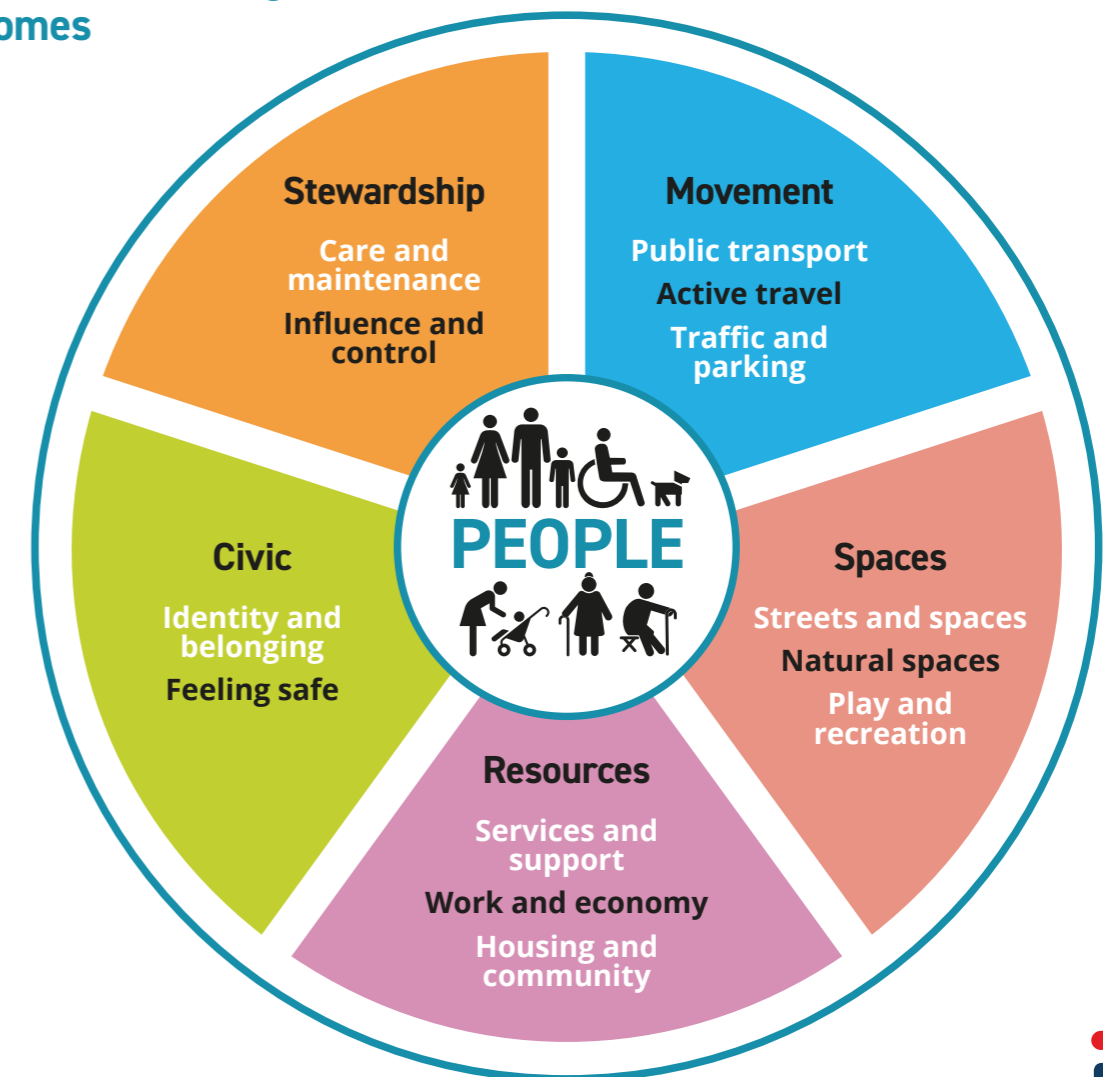 omes
Stewardship
Care and
maintenance
Influence and
control
Movement
Public transport
Active travel
Traffic and
parking
Civic
Identity and
belonging
Feeling safe
PEOPLE
Spaces
Streets and spaces
Natural spaces
Play and
recreation
Resources
Services and
support
Work and economy
Housing and
community